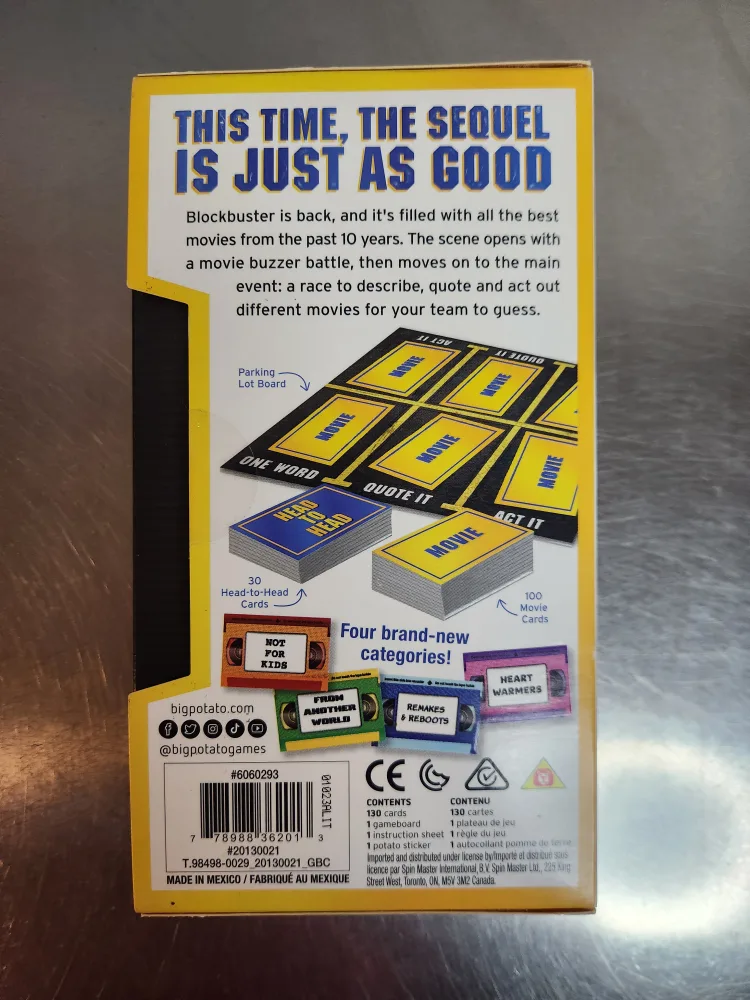 THIS TIME, THE SEQUEL
IS JUST AS GOOD
Blockbuster is back, and it's filled with all the best
movies from the past 10 years. The scene opens with
a movie buzzer battle, then moves on to the main
event: a race to describe, quote and act out
different movies for your team to guess.
ACT IT
QUOTE IT
MOVIE
MOVIE
Parking
Lot Board
MOVIE
MOVIE
MOVIE
ONE WORD
QUOTE IT
ACT IT
HEAD
TO
HEAD
MOVIE
30
Head-to-Head
Cards
100
Movie
Cards
Four brand-new
categories!
NOT
FOR
KIDS
FROM
ANOTHER
WORLD
REMAKES
& REBOOTS
HEART
WARMERS
bigpotato.com
@bigpotatogames
#6060293
7 78988 36201 3
01023ALIT
#20130021
T.98498-0029_20130021_GBC
MADE IN MEXICO / FABRIQUÉ AU MEXIQUE
CE
CONTENTS
130 cards
1 gameboard
1 instruction sheet
1 potato sticker
CONTENU
130 cartes
1 plateau de jeu
1 règle du jeu
1 autocollant pomme de terre
Imported and distributed under license by/Importé et distribué sous
licence par Spin Master International, B.V. Spin Master Ltd., 225 King
Street West, Toronto, ON, M5V 3M2 Canada.